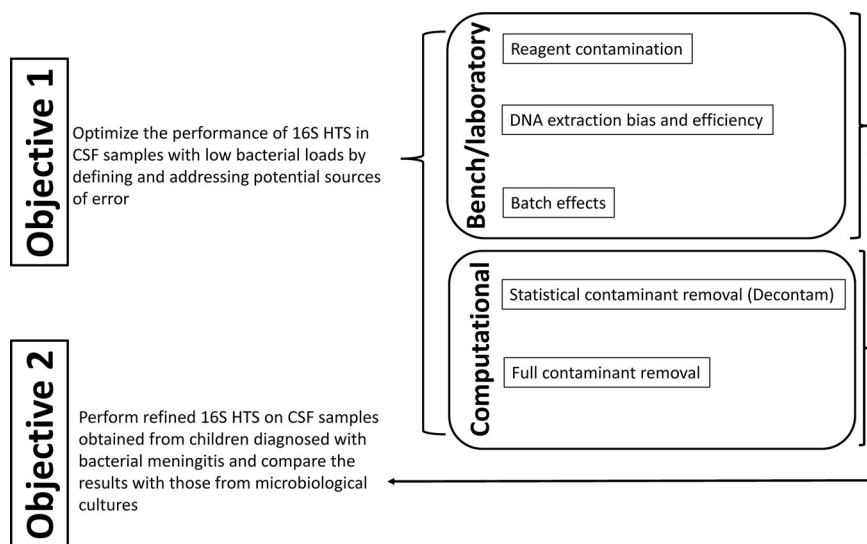 Objective 1
Optimize the performance of 16S HTS in
CSF samples with low bacterial loads by
defining and addressing potential sources
of error
Bench/laboratory
Reagent contamination
DNA extraction bias and efficiency
Batch effects
Computational
Statistical contaminant removal (Decontam)
Full contaminant removal
Objective 2
Perform refined 16S HTS on CSF samples
obtained from children diagnosed with
bacterial meningitis and compare the
results with those from microbiological
cultures